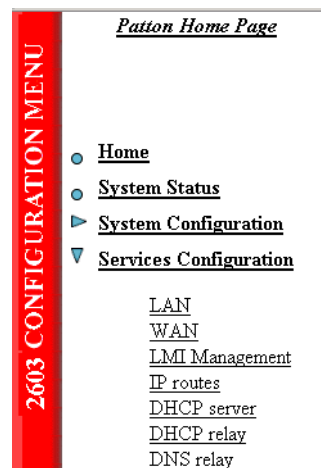 Patton Home Page
2603 CONFIGURATION MENU
Home
System Status
System Configuration
Services Configuration
LAN
WAN
LMI Management
IP routes
DHCP server
DHCP relay
DNS relay